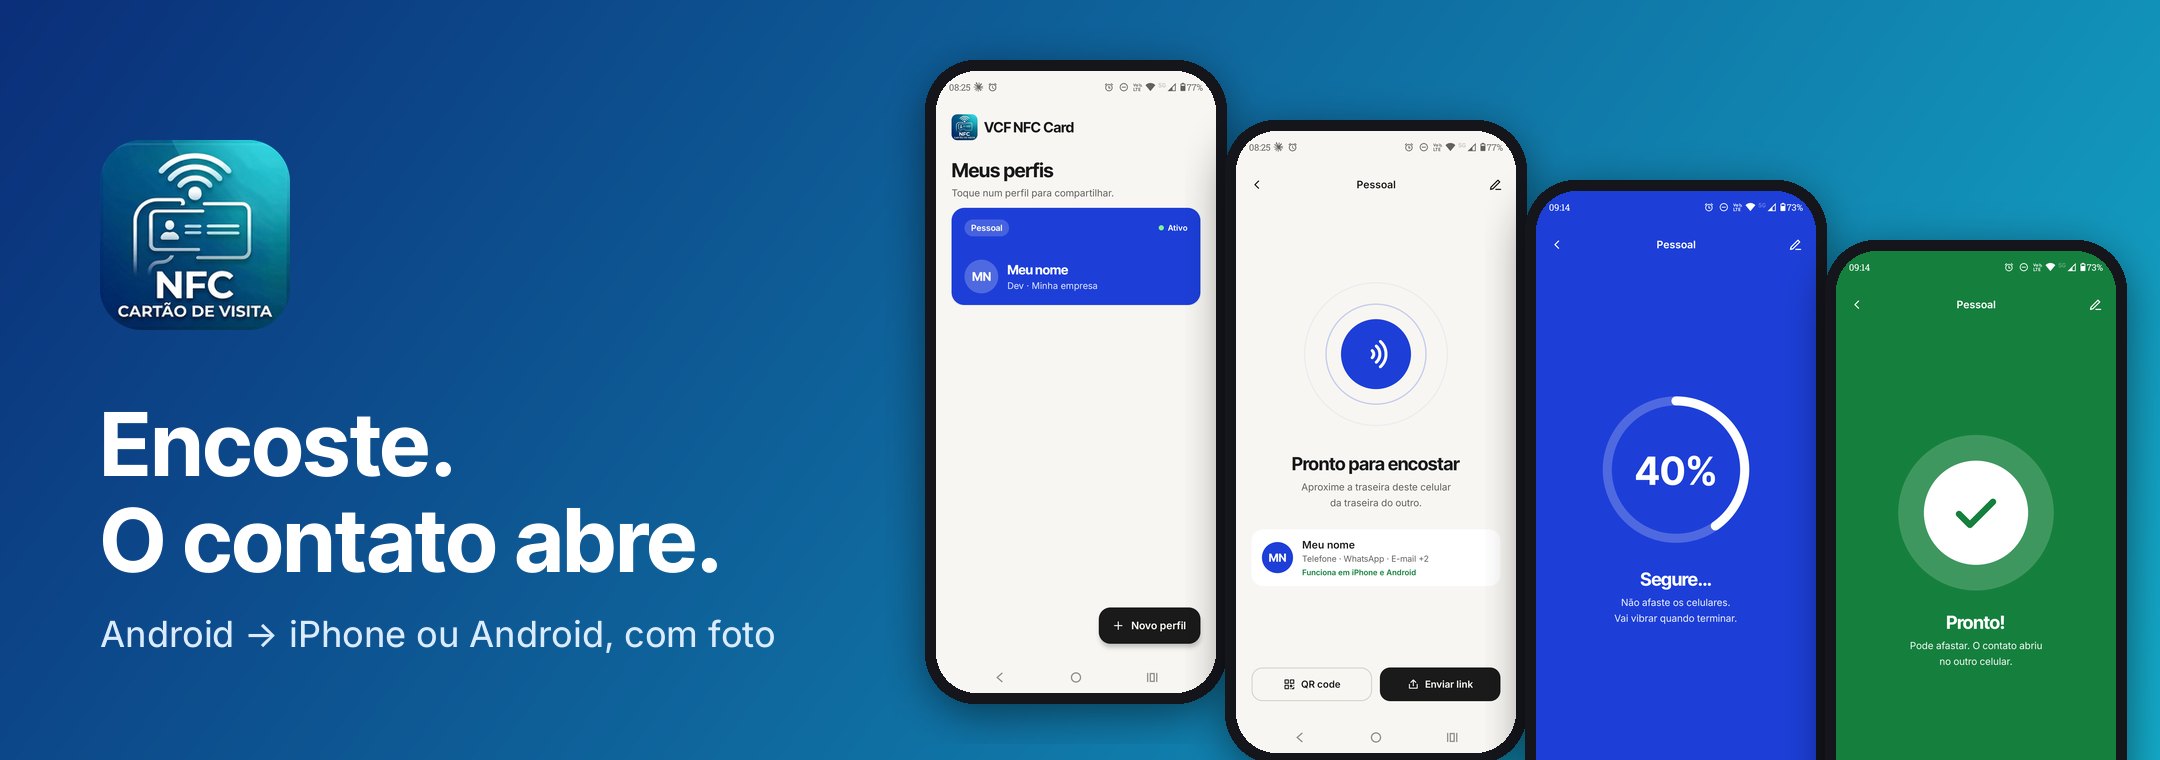 NFC
CARTÃO DE VISITA
Encoste.
O contato abre.
Android → iPhone ou Android, com foto
08:25
77%
VCF NFC Card
Meus perfis
Toque num perfil para compartilhar.
Pessoal
Ativo
MN
Meu nome
Dev · Minha empresa
+ Novo perfil
08:25
5G
77%
Pessoal
Pronto para encostar
Aproxime a traseira deste celular
da traseira do outro.
MN
Meu nome
Telefone · WhatsApp · E-mail +2
Funciona em iPhone e Android
QR code
Enviar link
09:14
73%
Pessoal
40%
Segure...
Não afaste os celulares.
Vai vibrar quando terminar.
09:14
73%
Pessoal
Pronto!
Pode afastar. O contato abriu
no outro celular.